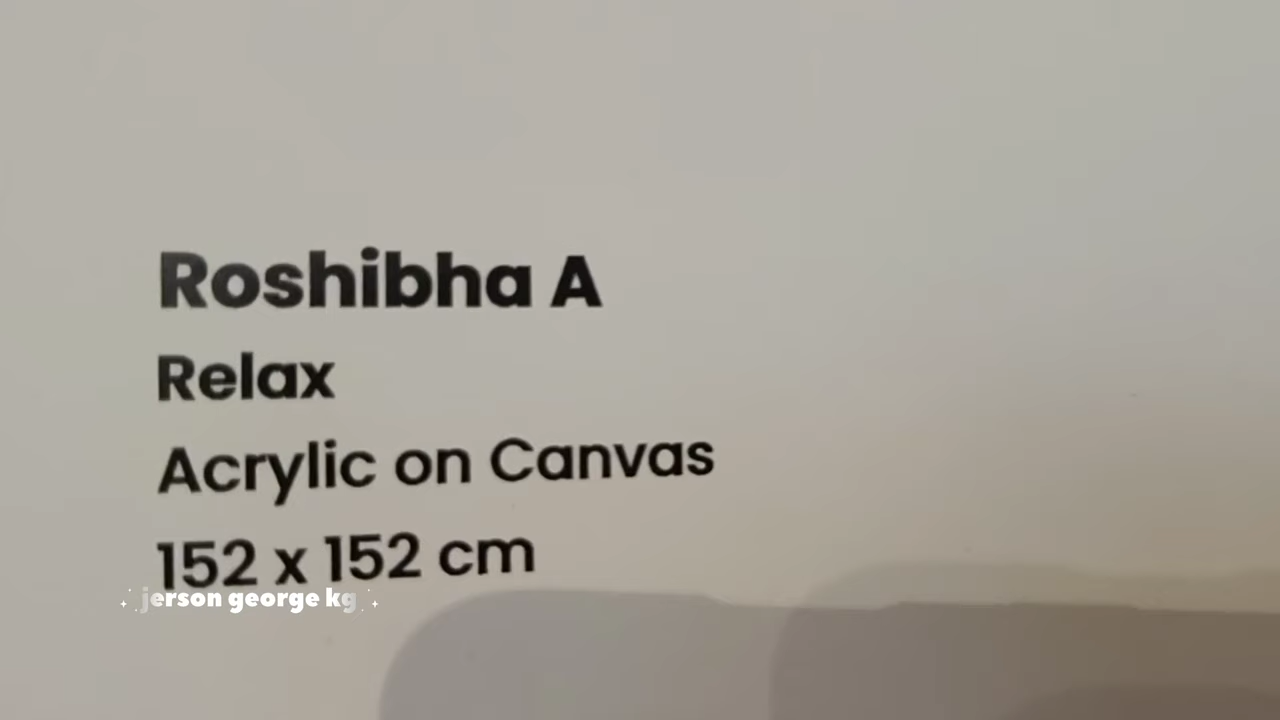 Roshibha A
Relax
Acrylic on Canvas
152 x 152 cm
jerson george kg